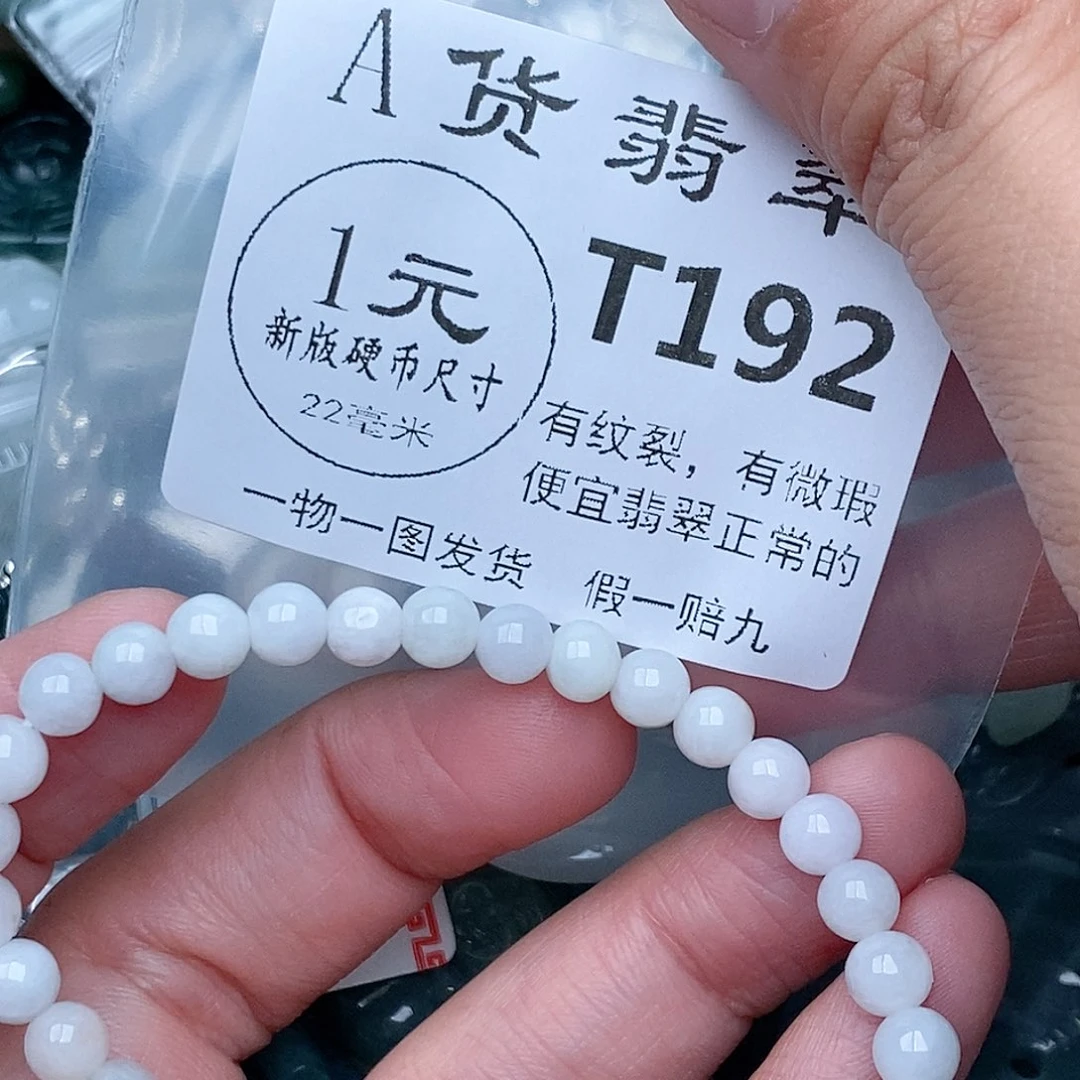 A货翡翠
1元
新版硬币尺寸
22毫米
T192
有纹裂，有微瑕
便宜翡翠正常的
一物一图发货 假一赔九